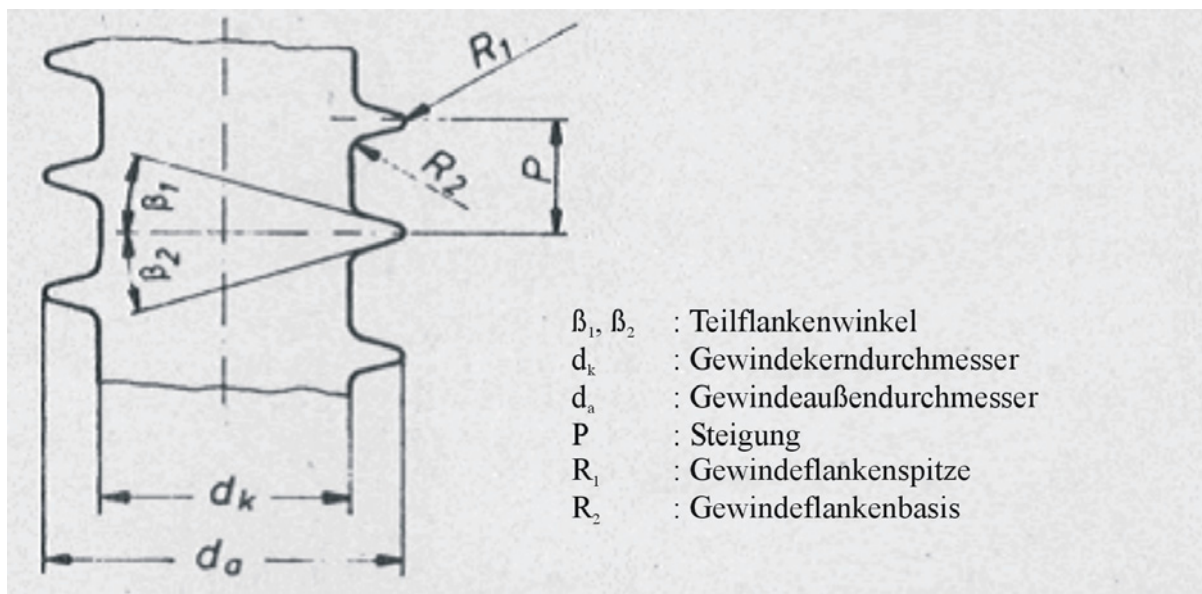 R₁
R₂
P
β₁
β₂
dk
da
ß₁, ß₂ : Teilflankenwinkel
dₖ : Gewindekerndurchmesser
dₐ : Gewindeaußendurchmesser
P : Steigung
R₁ : Gewindeflankenspitze
R₂ : Gewindeflankenbasis